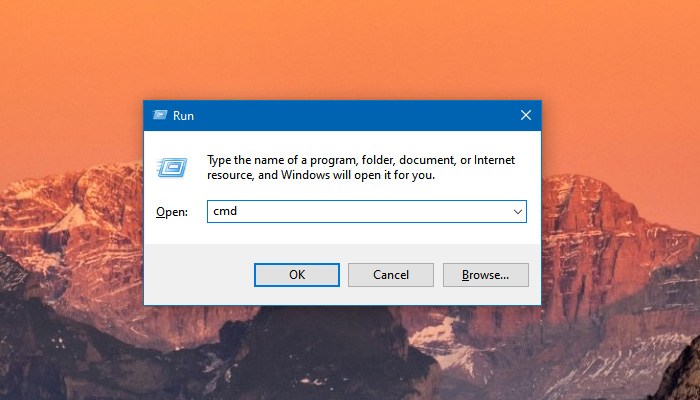 Run
Type the name of a program, folder, document, or Internet
resource, and Windows will open it for you.
Open:
cmd
OK
Cancel
Browse...